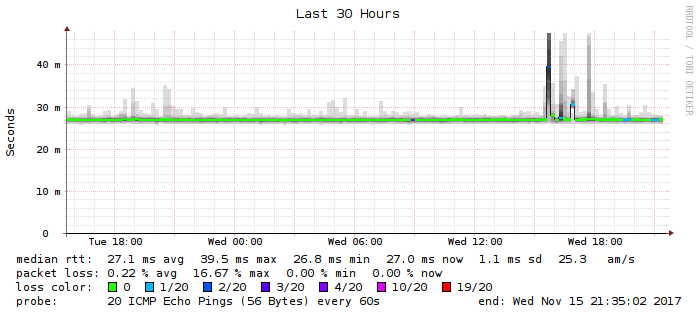 Last 30 Hours
RRDTOOL / TOBI OETIKER
Seconds
40 m
30 m
20 m
10 m
0
Tue 18:00 Wed 00:00 Wed 06:00 Wed 12:00 Wed 18:00
median rtt: 27.1 ms avg 39.5 ms max 26.8 ms min 27.0 ms now 1.1 ms sd 25.3 am/s
packet loss: 0.22 % avg 16.67 % max 0.00 % min 0.00 % now
loss color: 0 1/20 2/20 3/20 4/20 10/20 19/20
probe: 20 ICMP Echo Pings (56 Bytes) every 60s end: Wed Nov 15 21:35:02 2017